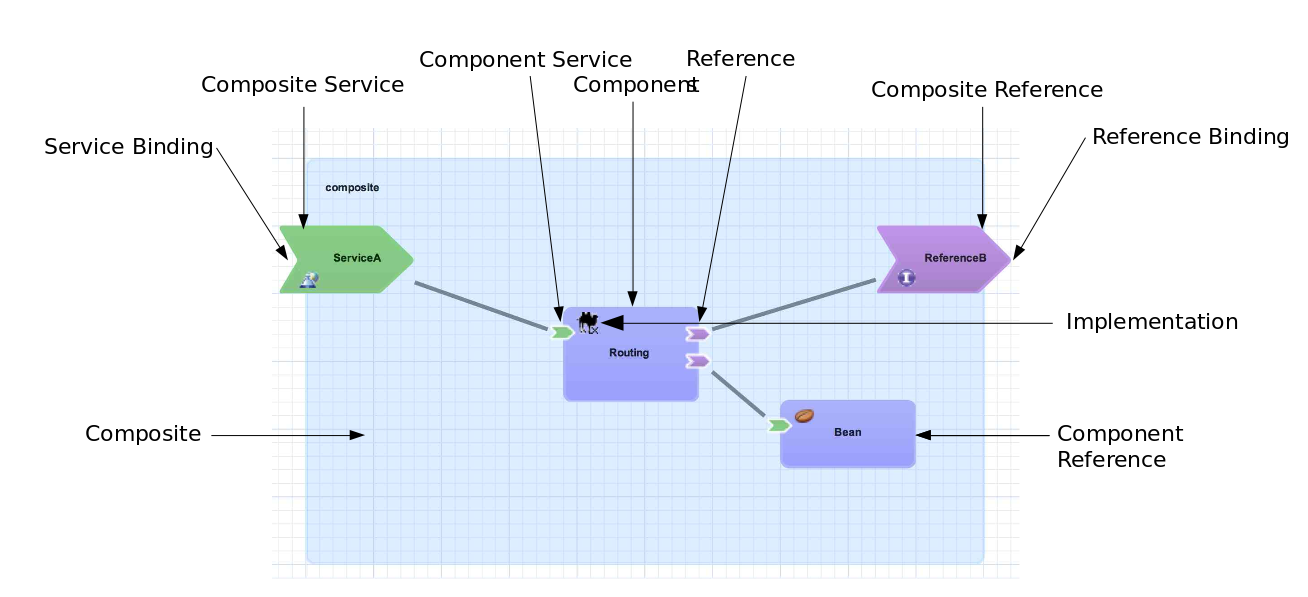 Component Service
Reference
Composite Service
Component
s
Composite Reference
Service Binding
Reference Binding
composite
ServiceA
ReferenceB
Implementation
Routing
Bean
Composite
Component
Reference